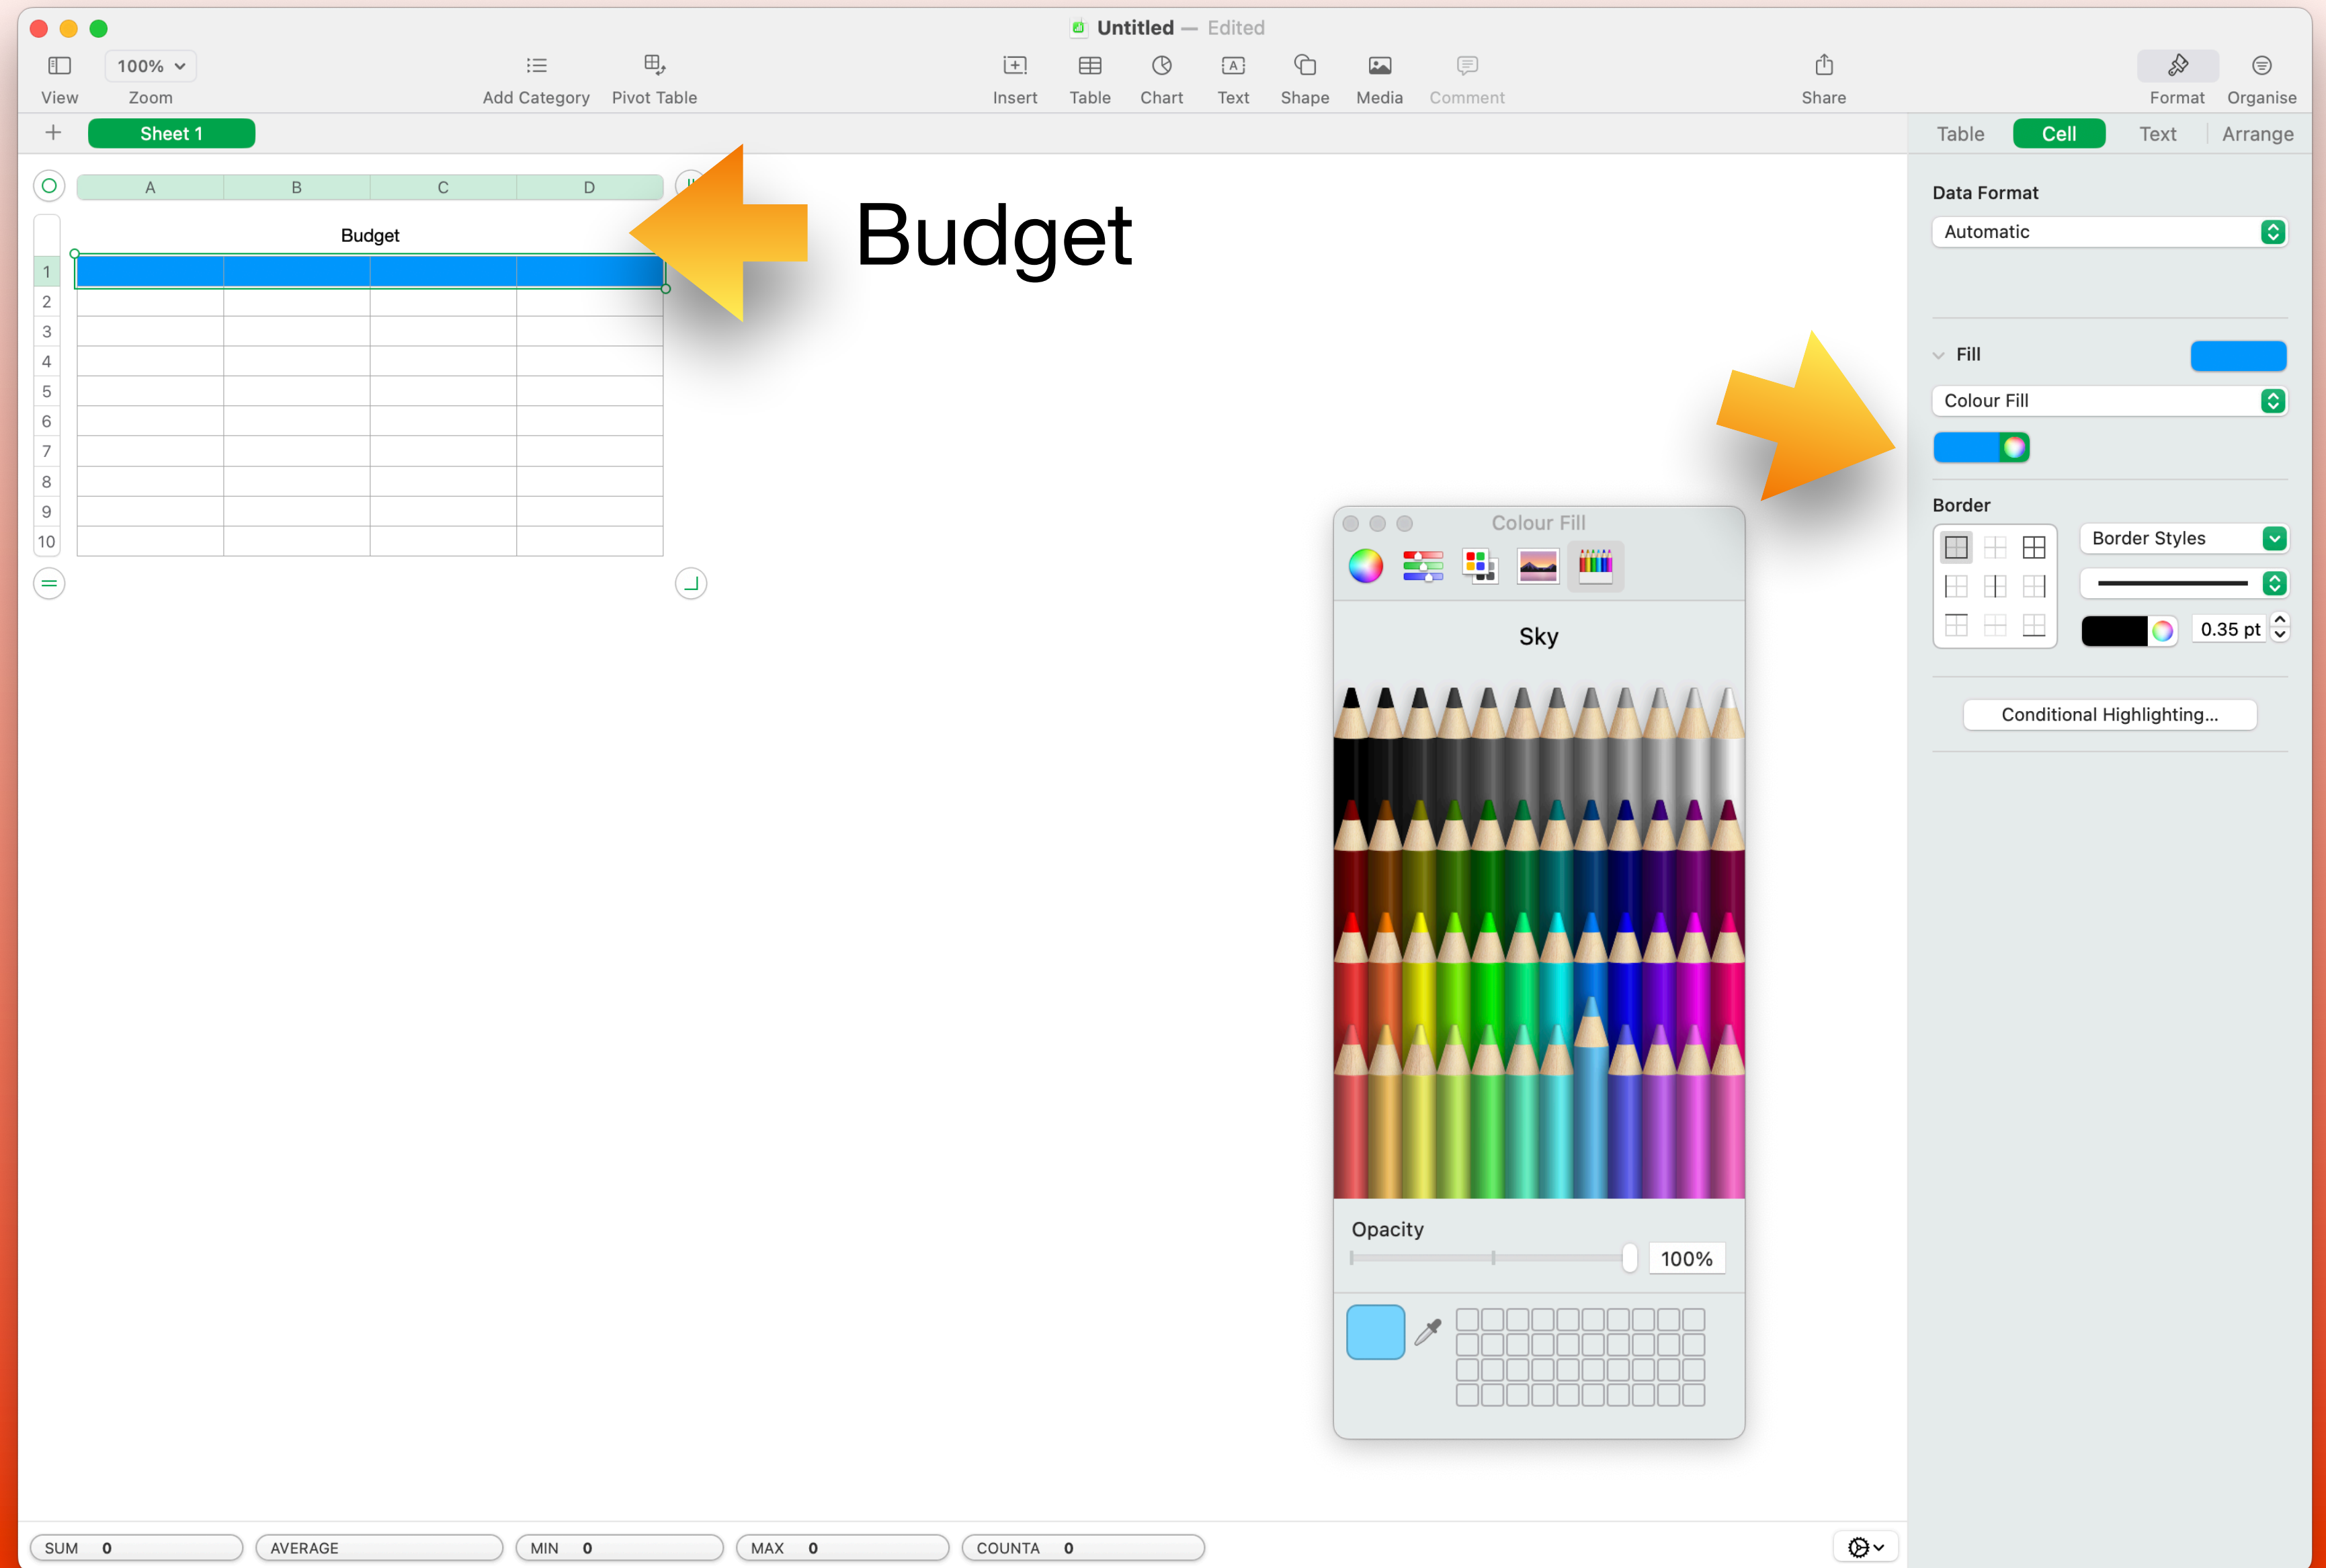 Untitled — Edited
100%
View Zoom Add Category Pivot Table Insert Table Chart Text Shape Media Comment Share Format Organise
Sheet 1
Table Cell Text Arrange
A B C D
Budget
Budget
1
2
3
4
5
6
7
8
9
10
Data Format
Automatic
Fill
Colour Fill
Border
Border Styles
0.35 pt
Conditional Highlighting...
Colour Fill
Sky
Opacity
100%
SUM 0 AVERAGE MIN 0 MAX 0 COUNTA 0